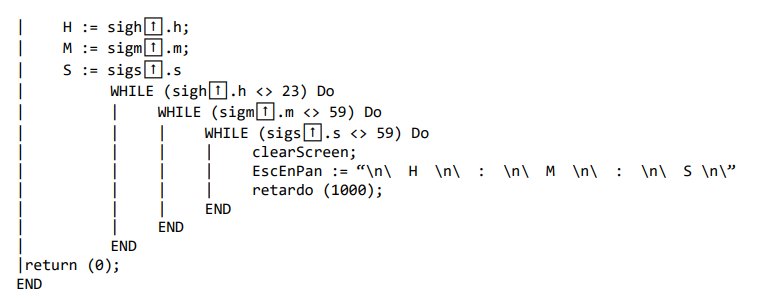 |    H := sigh↑.h;
|    M := sigm↑.m;
|    S := sigs↑.s
|        WHILE (sigh↑.h <> 23) Do
|        |    WHILE (sigm↑.m <> 59) Do
|        |    |    WHILE (sigs↑.s <> 59) Do
|        |    |    |    clearScreen;
|        |    |    |    EscEnPan := “\n\  H  \n\  :  \n\  M  \n\  :  \n\  S \n\”
|        |    |    |    retardo (1000);
|        |    |    END
|        |    END
|        END
|return (0);
END